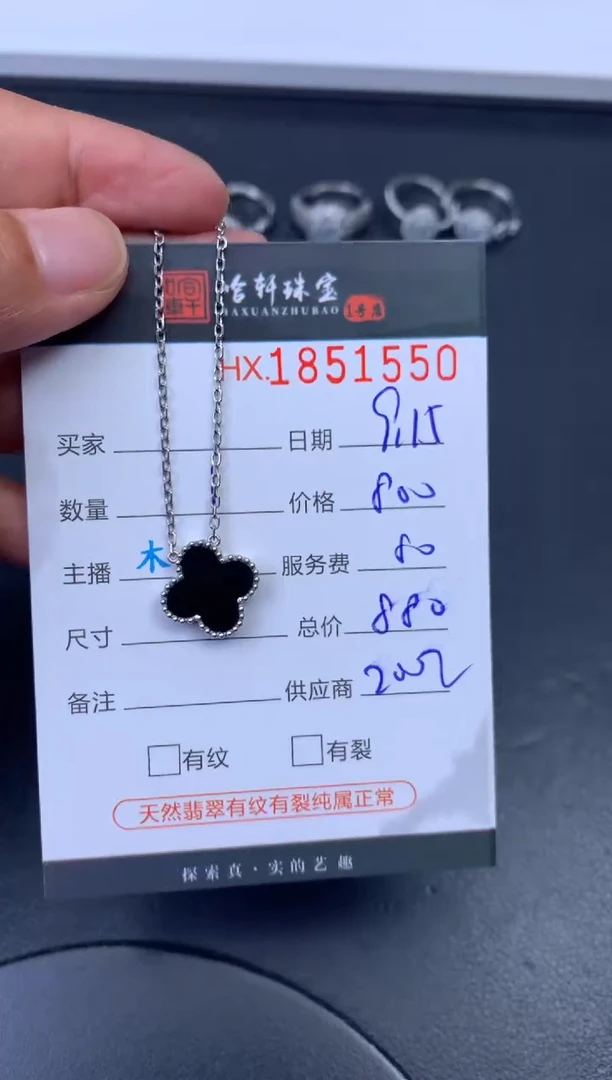 哈轩珠宝
HAXUANZHUBAO 1号店
HX.1851550
买家 日期 9.15
数量 价格 800
主播 木 服务费 80
尺寸 总价 880
备注 供应商
有纹 有裂
天然翡翠有纹有裂纯属正常
探索真·实的艺趣